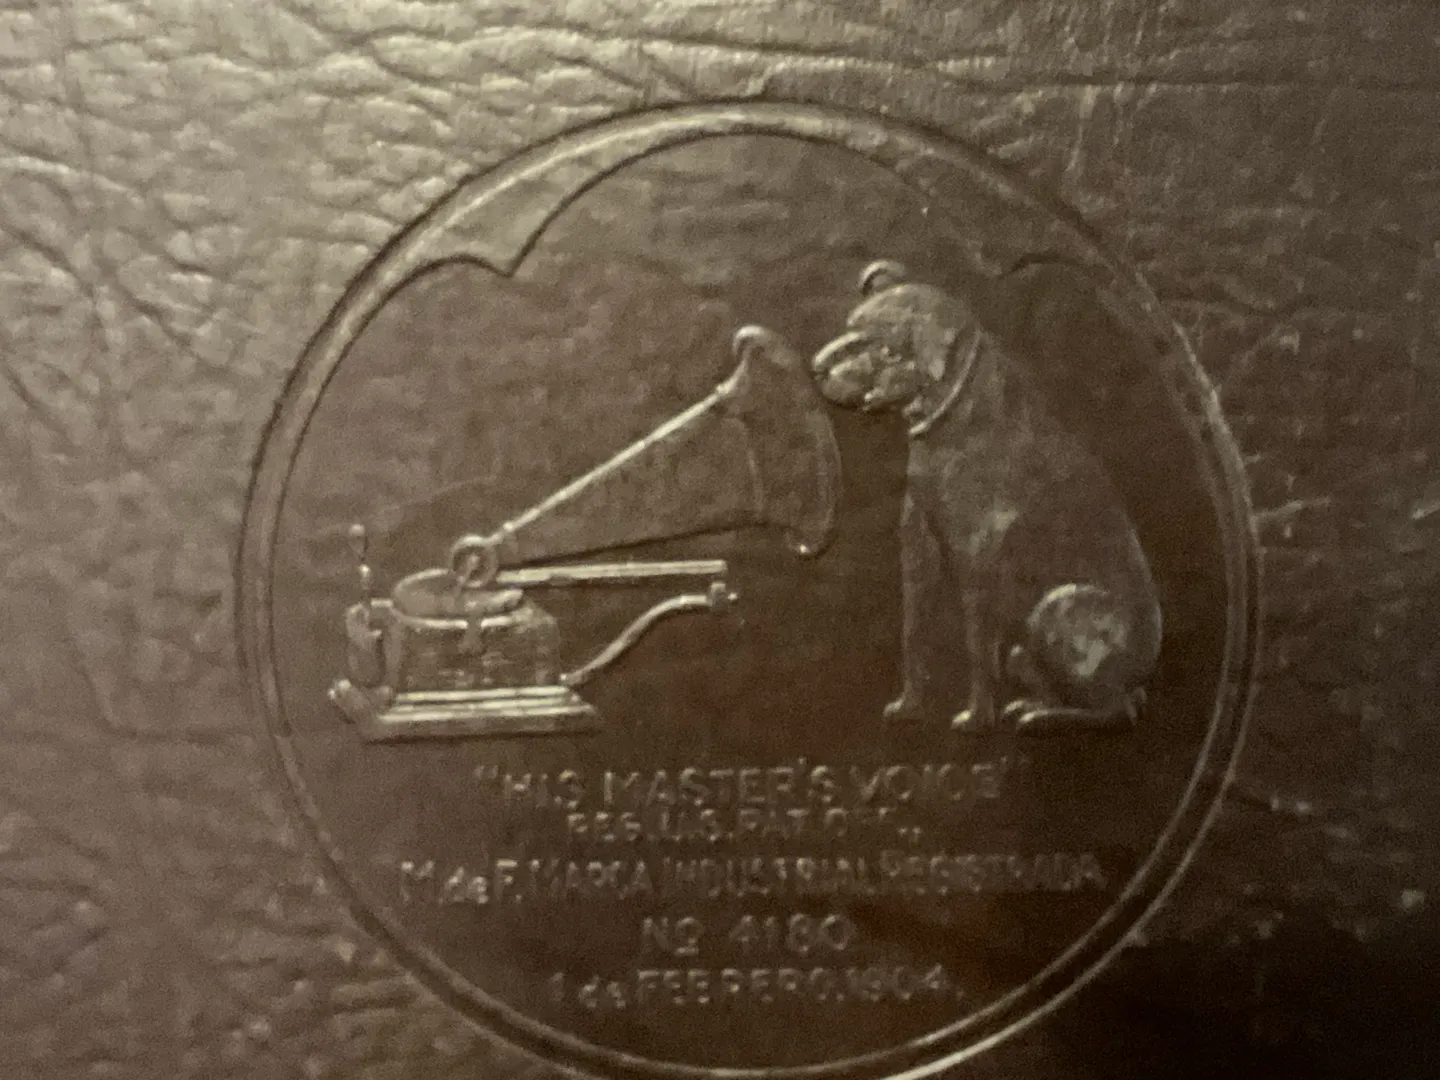 "HIS MASTER'S VOICE"
REG. U.S. PAT. OFF.
M. de F. MARCA INDUSTRIAL REGISTRADA
No 4180
1 de FEBRERO, 1904.